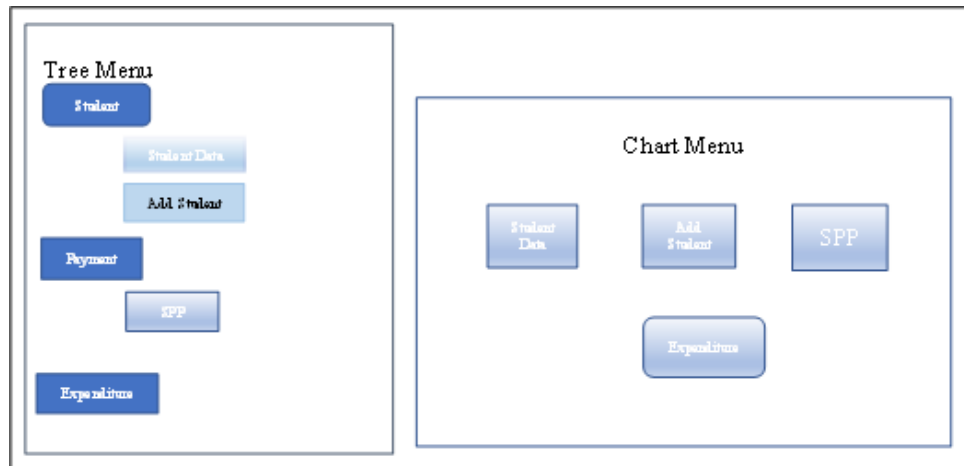 Tree Menu
Student
Student Data
Add Student
Payment
SPP
Expenditure
Chart Menu
Student
Data
Add
Student
SPP
Expenditure